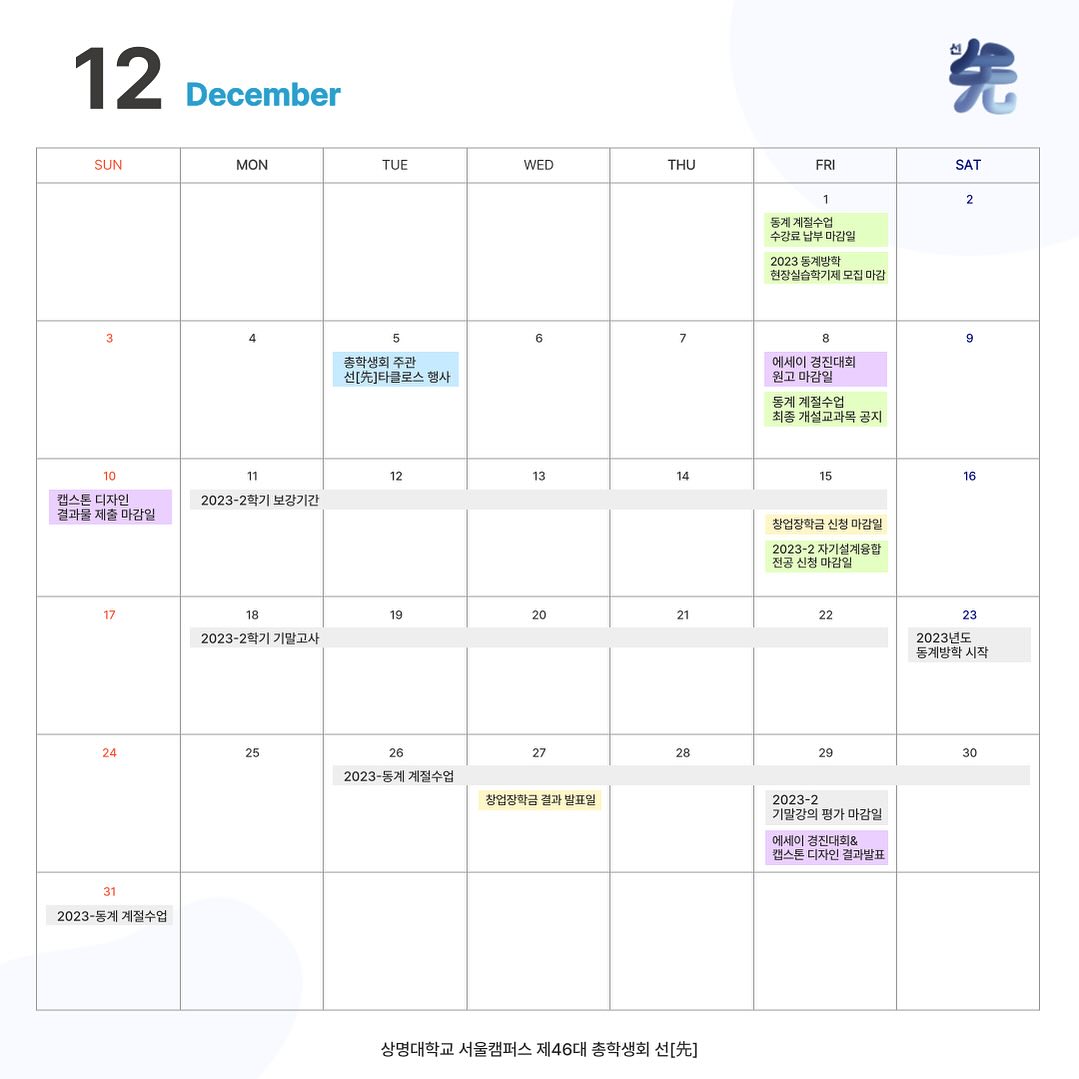 12 December
선 先
SUN MON TUE WED THU FRI SAT
1 2
동계 계절수업
수강료 납부 마감일
2023 동계방학
현장실습학기제 모집 마감
3 4 5 6 7 8 9
총학생회 주관
선[先]타클로스 행사
에세이 경진대회
원고 마감일
동계 계절수업
최종 개설교과목 공지
10 11 12 13 14 15 16
캡스톤 디자인
결과물 제출 마감일
2023-2학기 보강기간
창업장학금 신청 마감일
2023-2 자기설계융합
전공 신청 마감일
17 18 19 20 21 22 23
2023-2학기 기말고사
2023년도
동계방학 시작
24 25 26 27 28 29 30
2023-동계 계절수업
창업장학금 결과 발표일
2023-2
기말강의 평가 마감일
에세이 경진대회&
캡스톤 디자인 결과발표
31
2023-동계 계절수업
상명대학교 서울캠퍼스 제46대 총학생회 선[先]